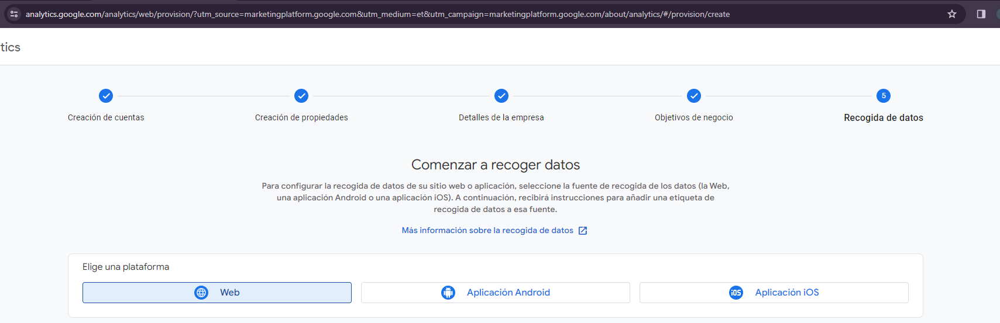 analytics.google.com/analytics/web/provision/?utm_source=marketingplatform.google.com&utm_medium=et&utm_campaign=marketingplatform.google.com/about/analytics/#/provision/create
tics
5
Creación de cuentas
Creación de propiedades
Detalles de la empresa
Objetivos de negocio
Recogida de datos
Comenzar a recoger datos
Para configurar la recogida de datos de su sitio web o aplicación, seleccione la fuente de recogida de los datos (la Web,
una aplicación Android o una aplicación iOS). A continuación, recibirá instrucciones para añadir una etiqueta de
recogida de datos a esa fuente.
Más información sobre la recogida de datos
Elige una plataforma
Web
Aplicación Android
iOS Aplicación iOS